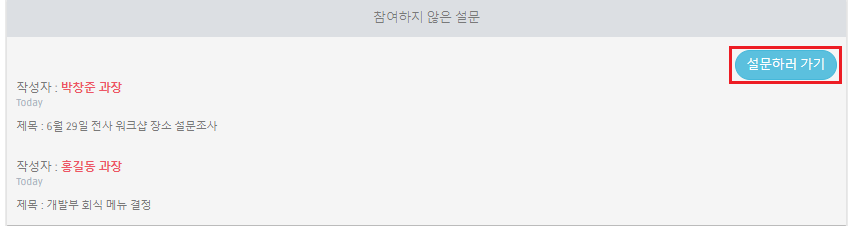 참여하지 않은 설문
설문하러 가기
작성자 : 박창준 과장
Today
제목 : 6월 29일 전사 워크샵 장소 설문조사
작성자 : 홍길동 과장
Today
제목 : 개발부 회식 메뉴 결정